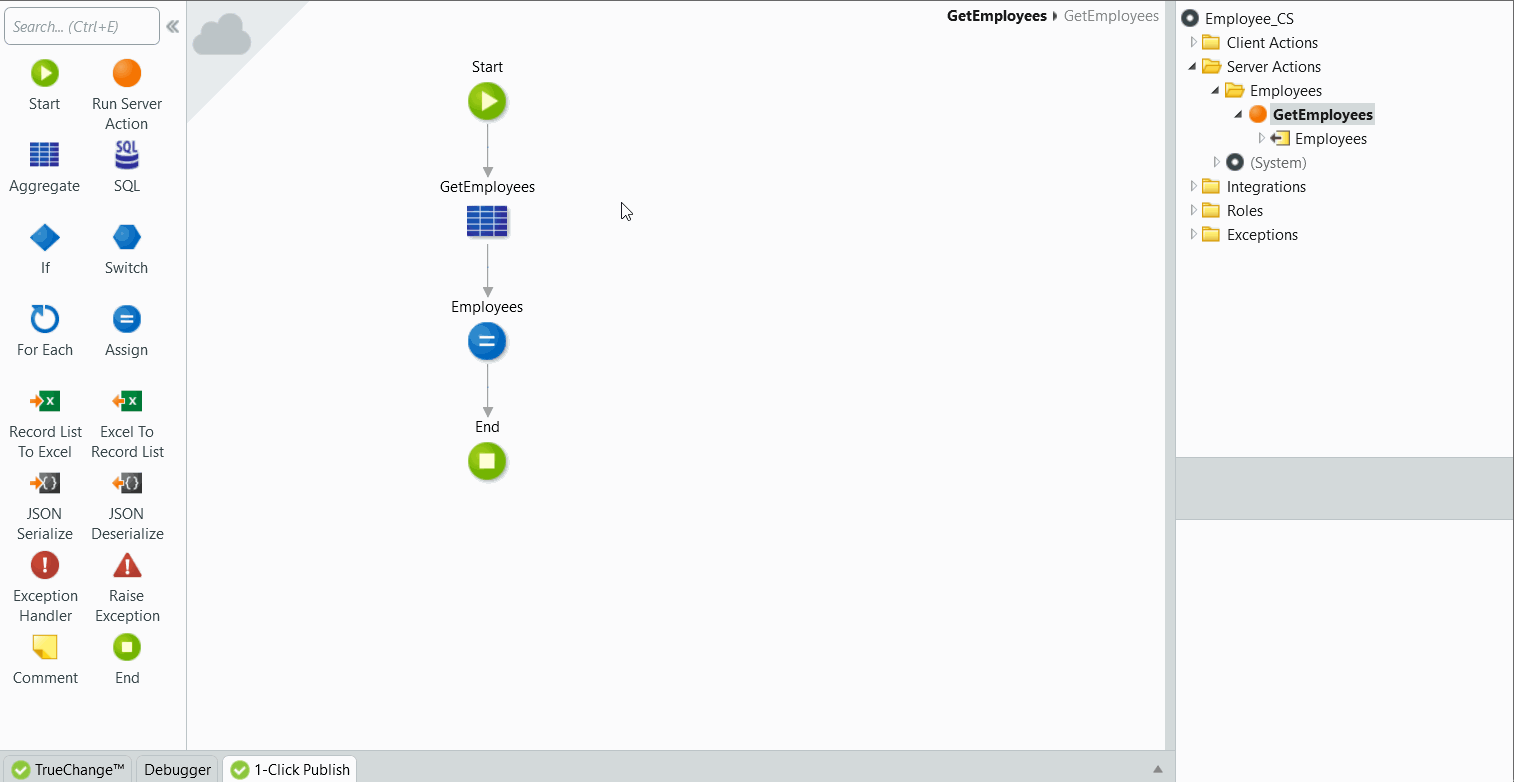 Search... (Ctrl+E)
Start
Run Server
Action
Aggregate
SQL
If
Switch
For Each
Assign
Record List
To Excel
Excel To
Record List
JSON
Serialize
JSON
Deserialize
Exception
Handler
Raise
Exception
Comment
End
GetEmployees
GetEmployees
Start
GetEmployees
Employees
End
Employee_CS
Client Actions
Server Actions
Employees
GetEmployees
Employees
(System)
Integrations
Roles
Exceptions
TrueChange™
Debugger
1-Click Publish